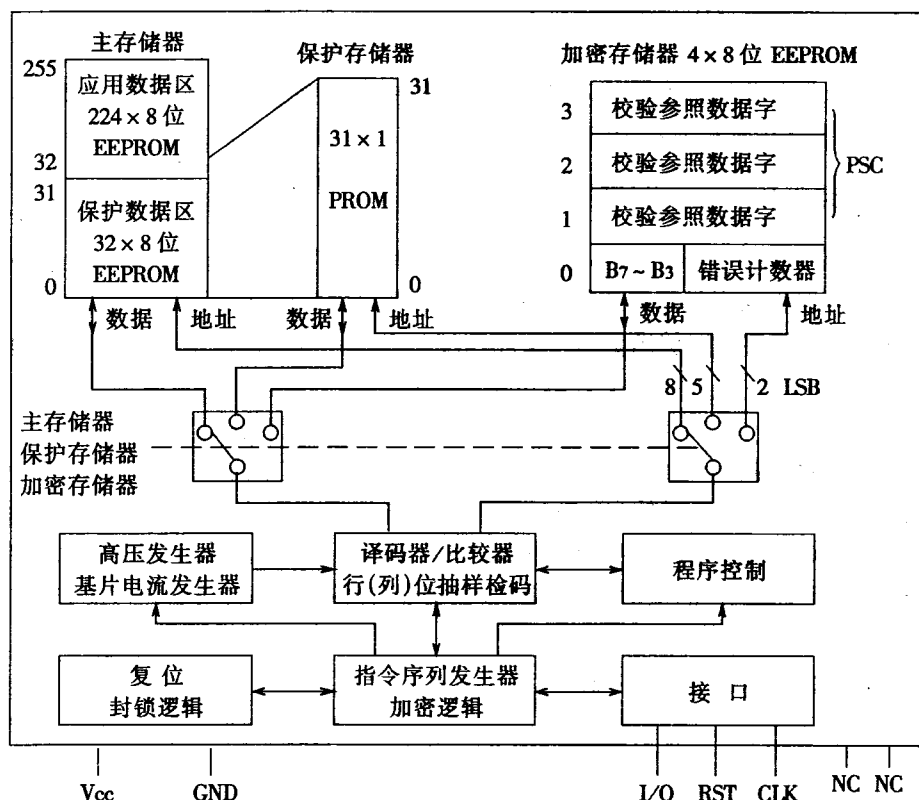 主存储器
保护存储器
加密存储器 4×8位 EEPROM
255
应用数据区
224×8位
EEPROM
32
31
保护数据区
32×8位
EEPROM
0
31
31×1
PROM
0
3
校验参照数据字
2
校验参照数据字
1
校验参照数据字
PSC
0
B7~B3
错误计数器
数据
地址
数据
地址
数据
地址
8
5
2 LSB
主存储器
保护存储器
加密存储器
高压发生器
基片电流发生器
译码器/比较器
行(列)位抽样检码
程序控制
复位
封锁逻辑
指令序列发生器
加密逻辑
接口
Vcc
GND
I/O
RST
CLK
NC
NC